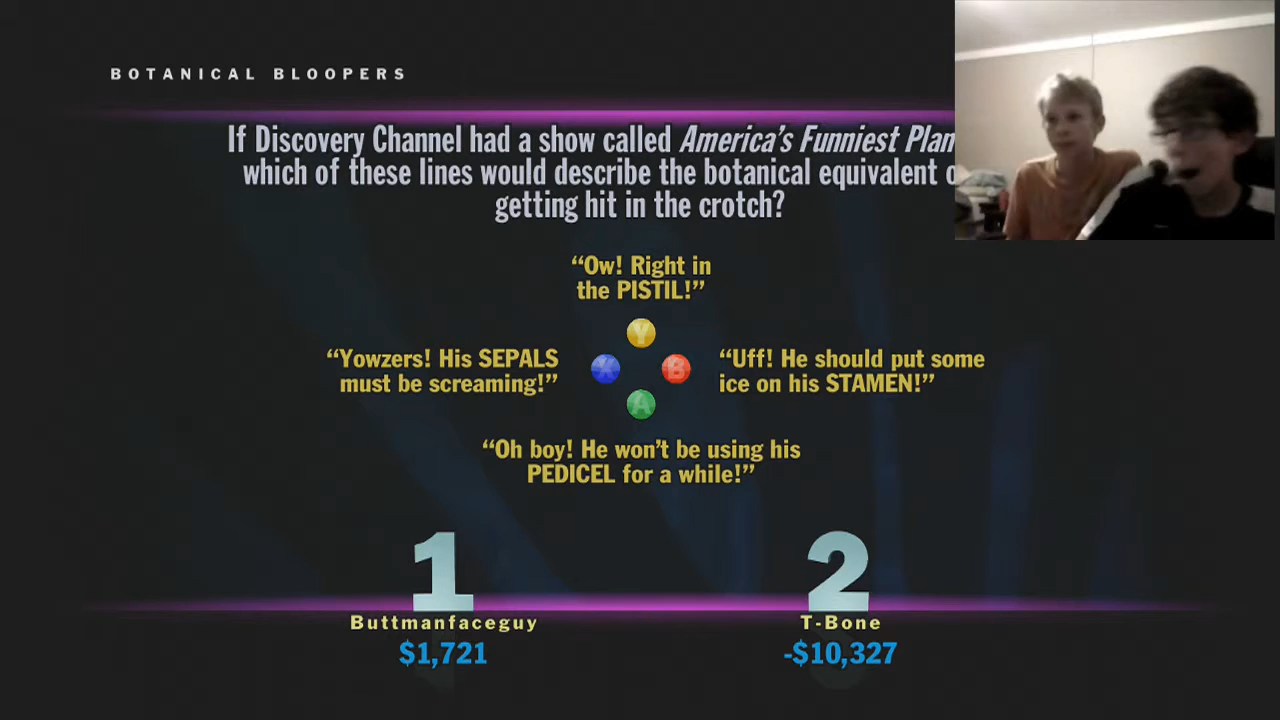 BOTANICAL BLOOPERS
If Discovery Channel had a show called America's Funniest Plan
which of these lines would describe the botanical equivalent
getting hit in the crotch?
“Ow! Right in
the PISTIL!”
Y
“Yowzers! His SEPALS
must be screaming!”
X
B
“Uff! He should put some
ice on his STAMEN!”
A
“Oh boy! He won't be using his
PEDICEL for a while!”
1
2
Buttmanfaceguy
T-Bone
$1,721
-$10,327